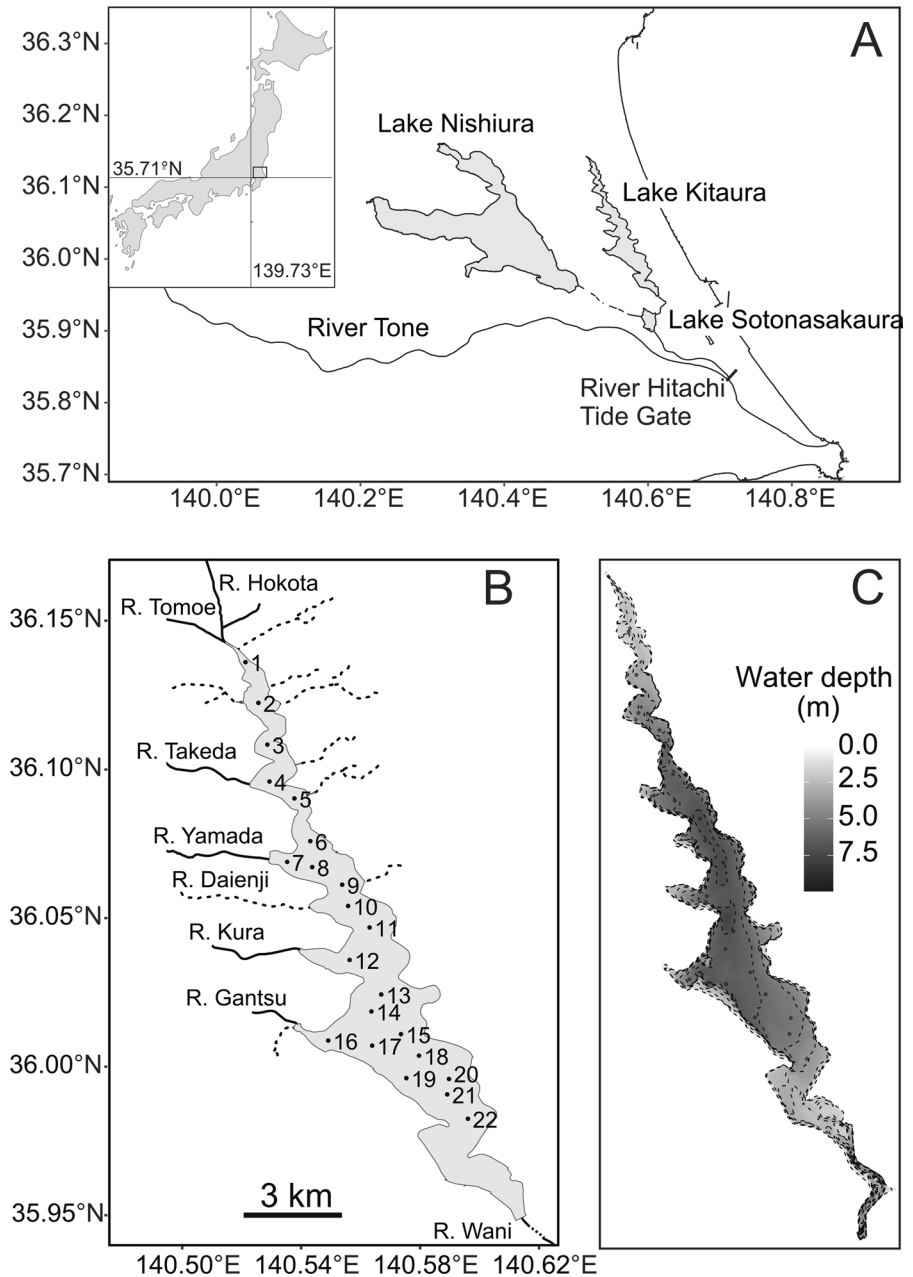 A
36.3°N
36.2°N
36.1°N
36.0°N
35.9°N
35.8°N
35.7°N
35.71°N
139.73°E
Lake Nishiura
Lake Kitaura
Lake Sotonasakaura
River Tone
River Hitachi
Tide Gate
140.0°E 140.2°E 140.4°E 140.6°E 140.8°E
B
36.15°N
36.10°N
36.05°N
36.00°N
35.95°N
R. Hokota
R. Tomoe
1
2
3
R. Takeda
4
5
6
R. Yamada
7
8
R. Daienji
9
10
11
R. Kura
12
13
R. Gantsu
14
15
16
17
18
19
20
21
22
3 km
R. Wani
140.50°E 140.54°E 140.58°E 140.62°E
C
Water depth
(m)
0.0
2.5
5.0
7.5